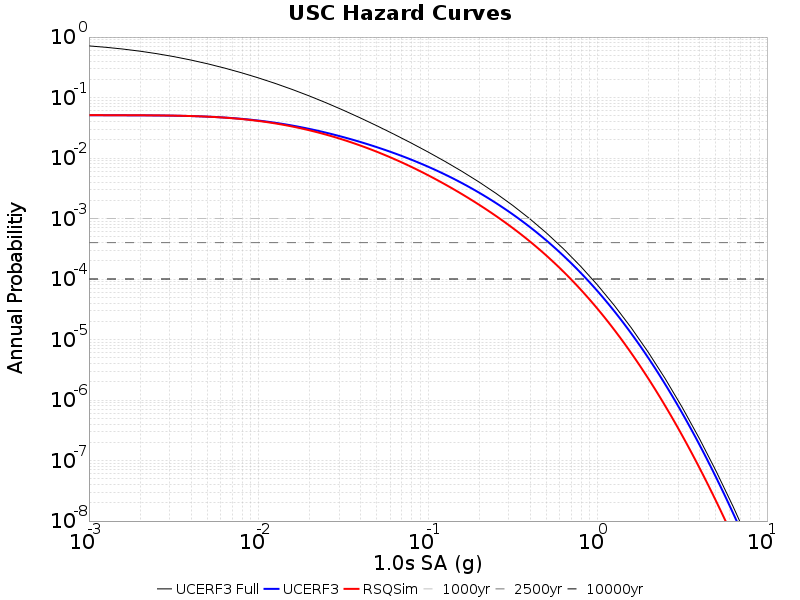 USC Hazard Curves
Annual Probabilitiy
10^0
10^-1
10^-2
10^-3
10^-4
10^-5
10^-6
10^-7
10^-8
10^-3 10^-2 10^-1 10^0 10^1
1.0s SA (g)
UCERF3 Full UCERF3 RSQSim 1000yr 2500yr 10000yr